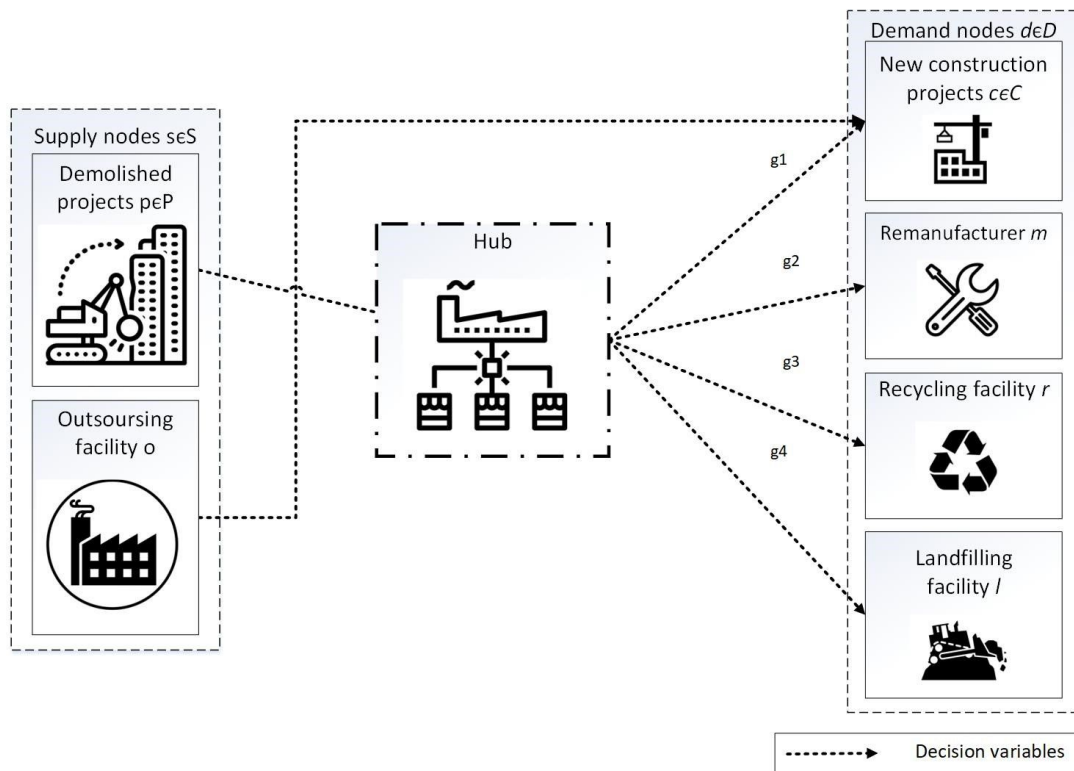 Supply nodes sϵS
Demolished
projects pϵP
Outsoursing
facility o
Hub
g1
g2
g3
g4
Demand nodes dϵD
New construction
projects cϵC
Remanufacturer m
Recycling facility r
Landfilling
facility l
Decision variables